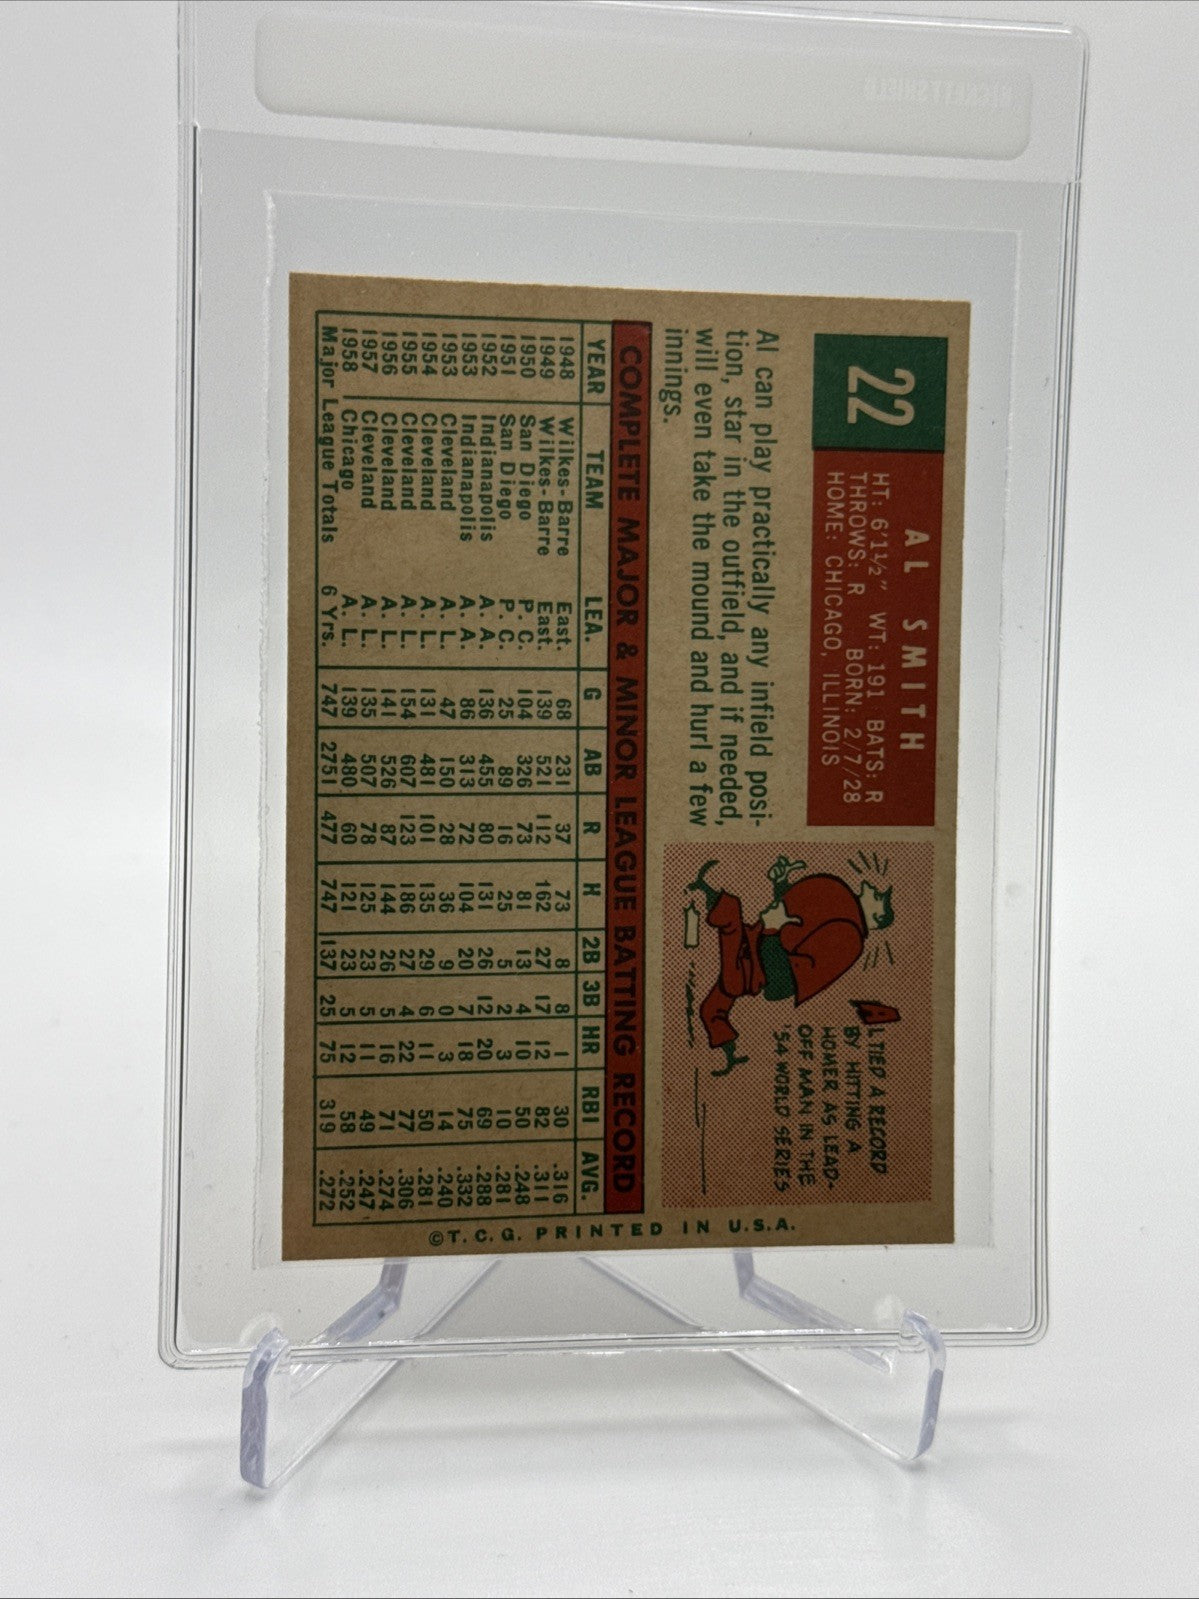 22
AL SMITH
HT: 6'1½" WT: 191 BATS: R
THROWS: R BORN: 2/7/28
HOME: CHICAGO, ILLINOIS
Al can play practically any infield posi-
tion, star in the outfield, and if needed,
will even take the mound and hurl a few
innings.
AL TIED A RECORD
BY HITTING A
HOMER AS LEAD-
OFF MAN IN THE
'54 WORLD SERIES
COMPLETE MAJOR & MINOR LEAGUE BATTING RECORD
YEAR TEAM LEA. G AB R H 2B 3B HR RBI AVG.
1948 Wilkes-Barre East. 68 231 37 73 8 8 1 30 .316
1949 Wilkes-Barre East. 139 521 112 162 27 17 12 82 .311
1950 San Diego P. C. 104 326 73 81 13 4 10 50 .248
1951 San Diego P. C. 25 89 16 25 5 2 3 10 .281
1952 Indianapolis A. A. 136 455 80 131 26 12 20 69 .288
1953 Indianapolis A. A. 86 313 72 104 20 7 18 75 .332
1953 Cleveland A. L. 47 150 28 36 9 0 3 14 .240
1954 Cleveland A. L. 131 481 101 135 29 6 11 50 .281
1955 Cleveland A. L. 154 607 123 186 27 4 22 77 .306
1956 Cleveland A. L. 141 526 87 144 26 5 16 71 .274
1957 Cleveland A. L. 135 507 78 125 23 5 11 49 .247
1958 Chicago A. L. 139 480 60 121 23 5 12 58 .252
Major League Totals 6 Yrs. 747 2751 477 747 137 25 75 319 .272
©T. C. G. PRINTED IN U.S.A.